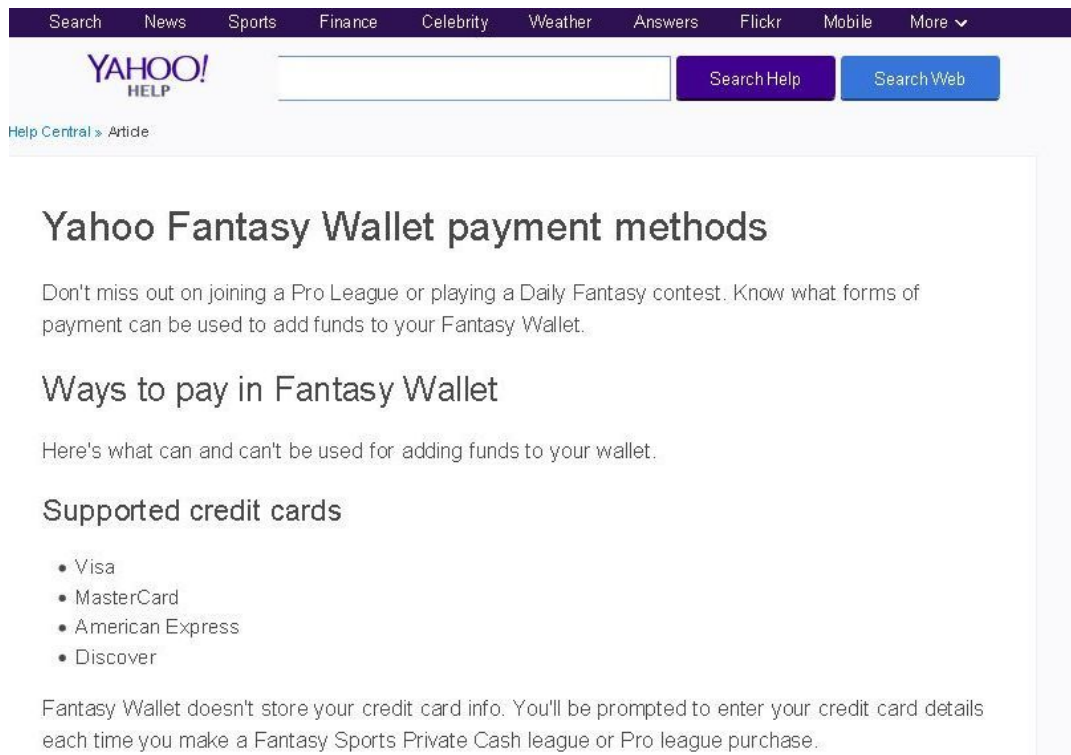 Search News Sports Finance Celebrity Weather Answers Flickr Mobile More
YAHOO!
HELP
Search Help
Search Web
Help Central » Article
Yahoo Fantasy Wallet payment methods
Don't miss out on joining a Pro League or playing a Daily Fantasy contest. Know what forms of
payment can be used to add funds to your Fantasy Wallet.
Ways to pay in Fantasy Wallet
Here's what can and can't be used for adding funds to your wallet.
Supported credit cards
• Visa
• MasterCard
• American Express
• Discover
Fantasy Wallet doesn't store your credit card info. You'll be prompted to enter your credit card details
each time you make a Fantasy Sports Private Cash league or Pro league purchase.